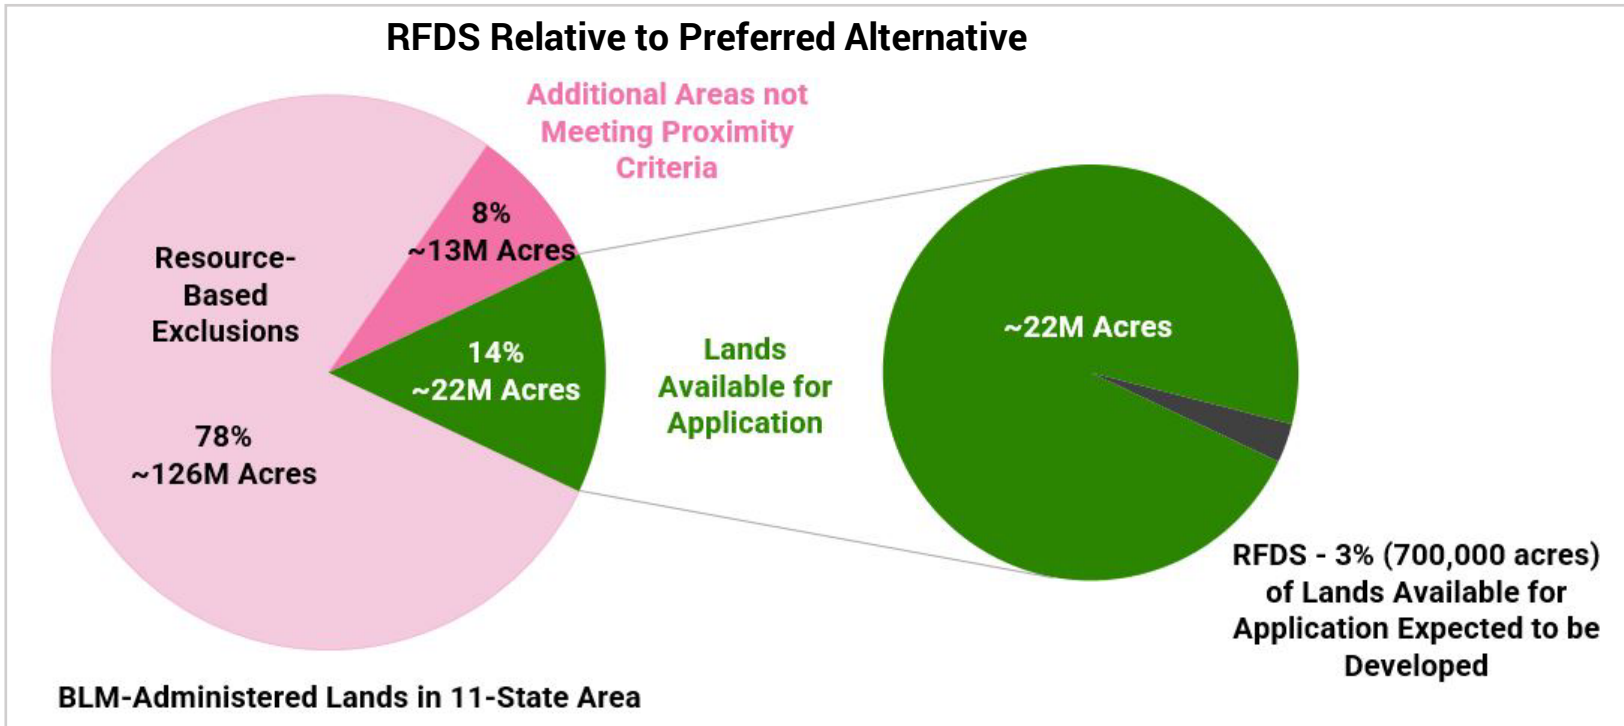 RFDS Relative to Preferred Alternative
Additional Areas not
Meeting Proximity
Criteria
8%
~13M Acres
Resource-
Based
Exclusions
78%
~126M Acres
14%
~22M Acres
Lands
Available for
Application
~22M Acres
RFDS - 3% (700,000 acres)
of Lands Available for
Application Expected to be
Developed
BLM-Administered Lands in 11-State Area